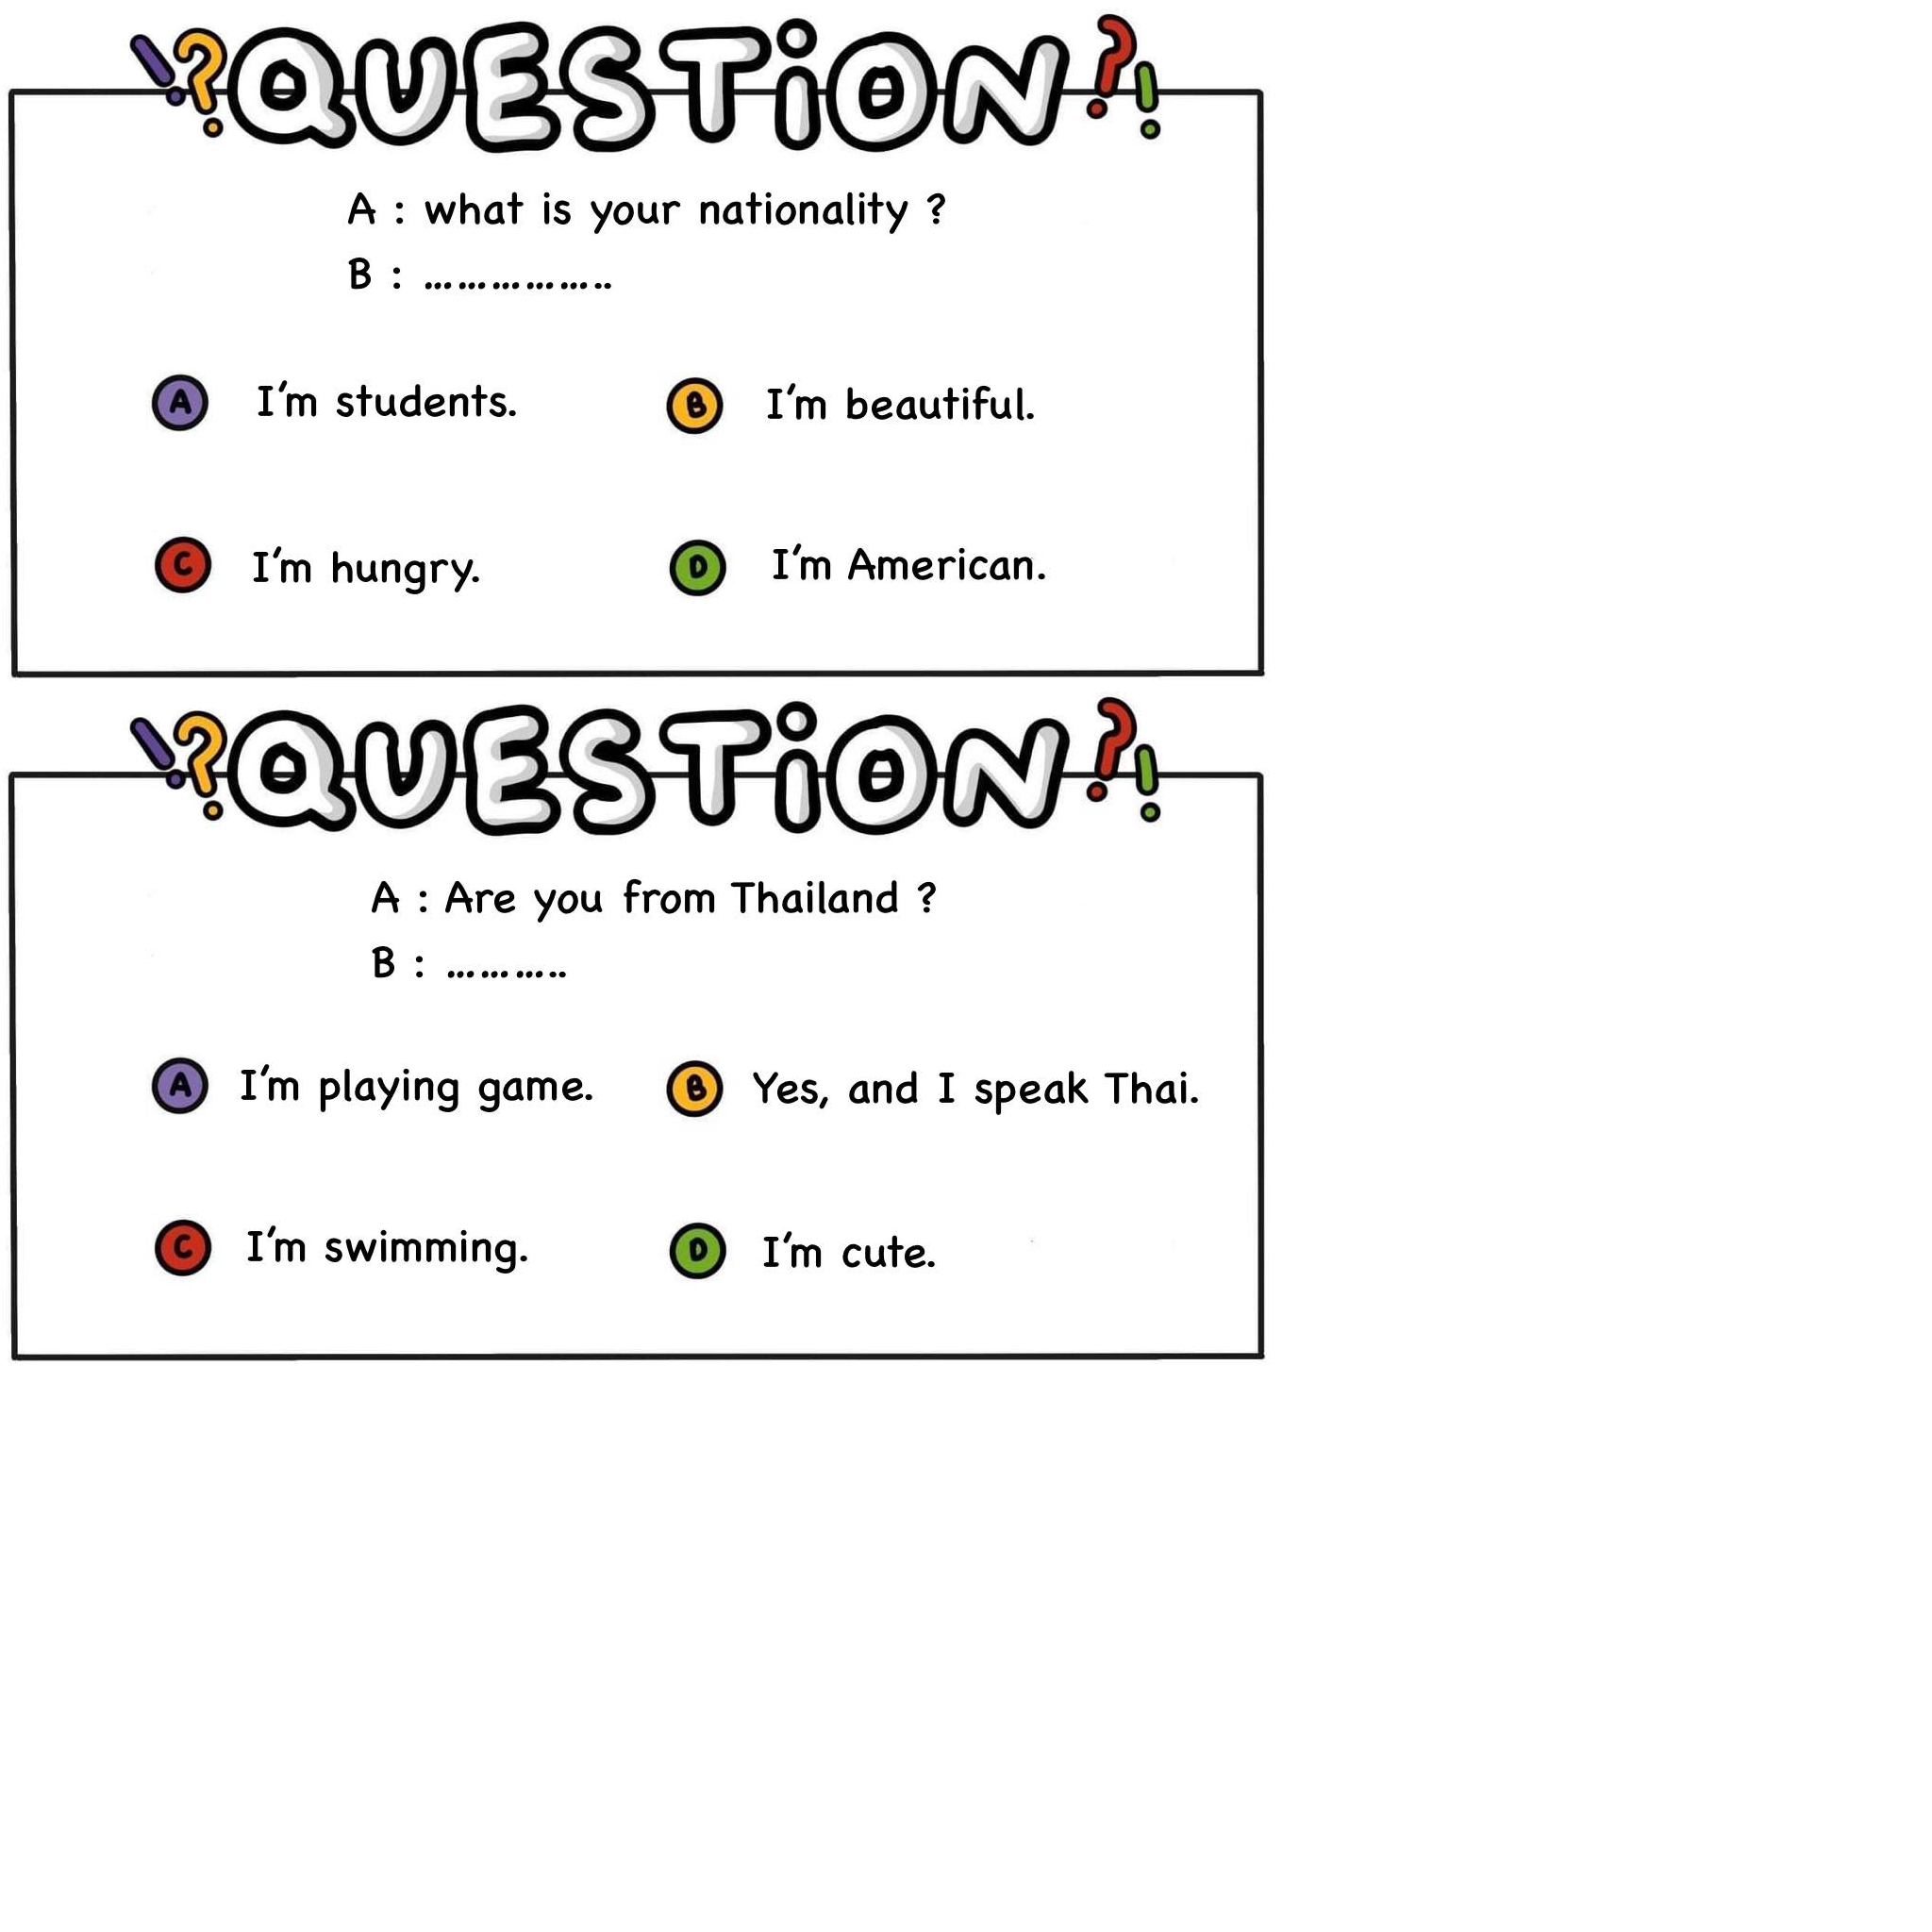 QUESTiON
A : what is your nationality ?
B : ………………..
A I'm students. B I'm beautiful.
C I'm hungry. D I'm American.
QUESTiON
A : Are you from Thailand ?
B : ………..
A I'm playing game. B Yes, and I speak Thai.
C I'm swimming. D I'm cute.